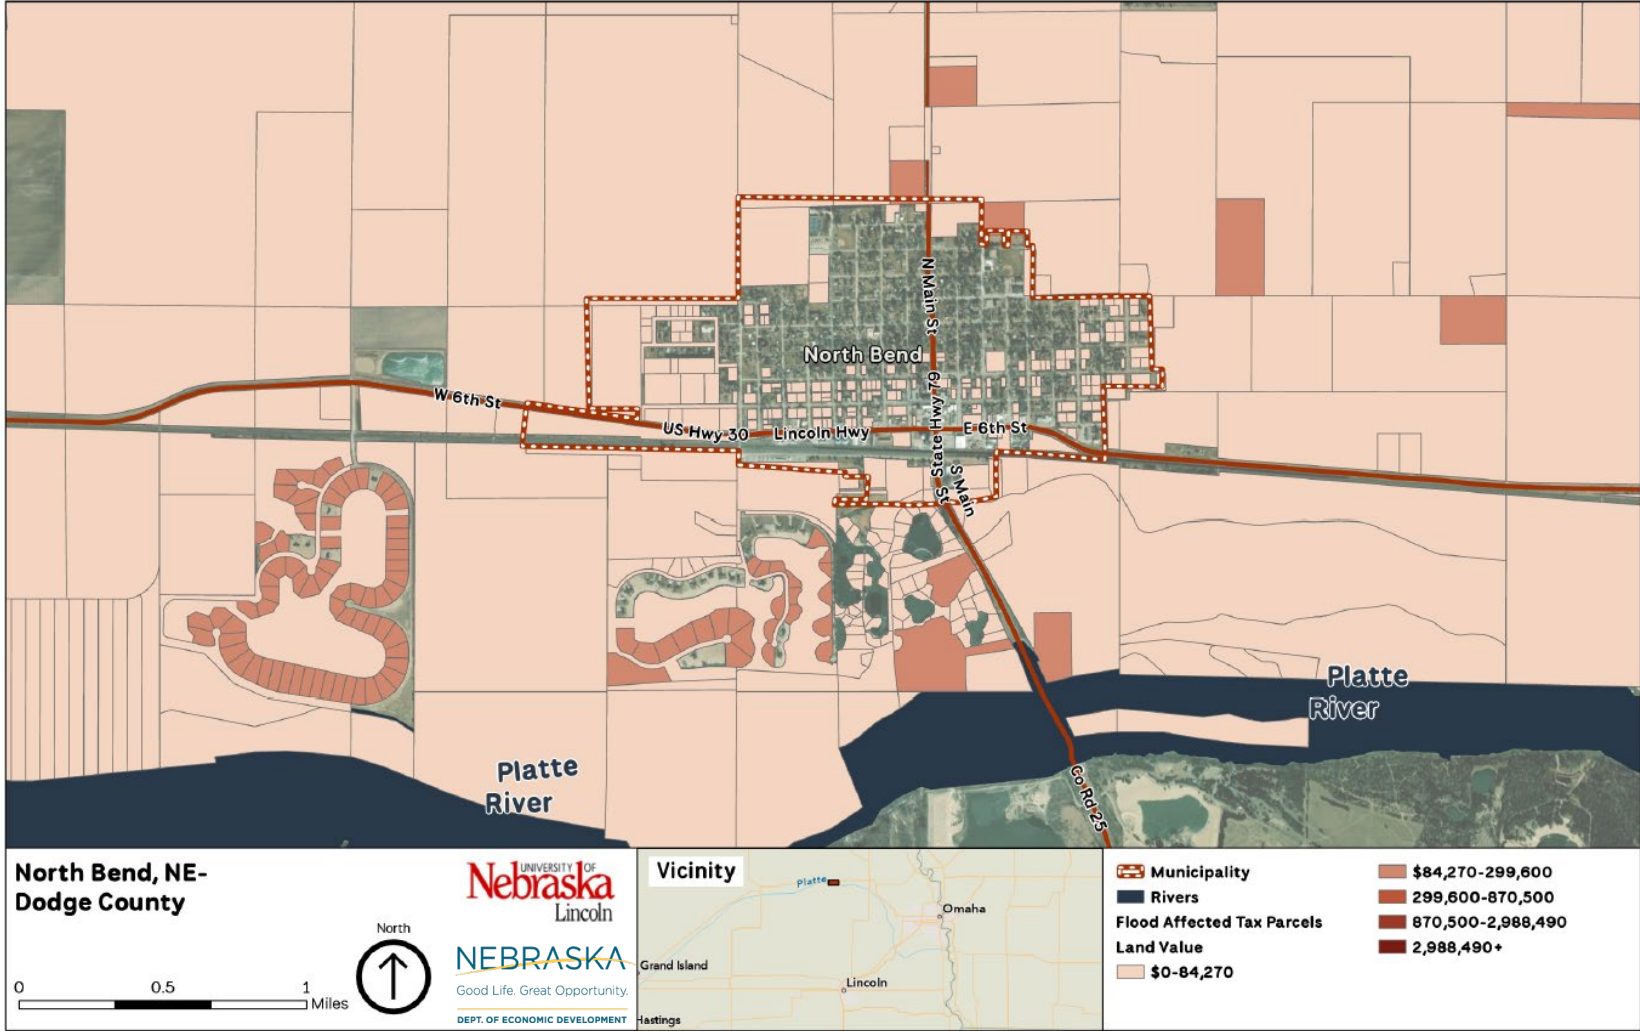 N Main St
North Bend
State Hwy 79
W 6th St
US Hwy 30
Lincoln Hwy
E 6th St
S Main
St
Platte
River
Platte
River
Co Rd 25
North Bend, NE-
Dodge County
0 0.5 1
Miles
North
UNIVERSITY OF
Nebraska
Lincoln
NEBRASKA
Good Life. Great Opportunity.
DEPT. OF ECONOMIC DEVELOPMENT
Vicinity
Platte
Omaha
Grand Island
Lincoln
Hastings
Municipality
Rivers
Flood Affected Tax Parcels
Land Value
$0-84,270
$84,270-299,600
299,600-870,500
870,500-2,988,490
2,988,490+